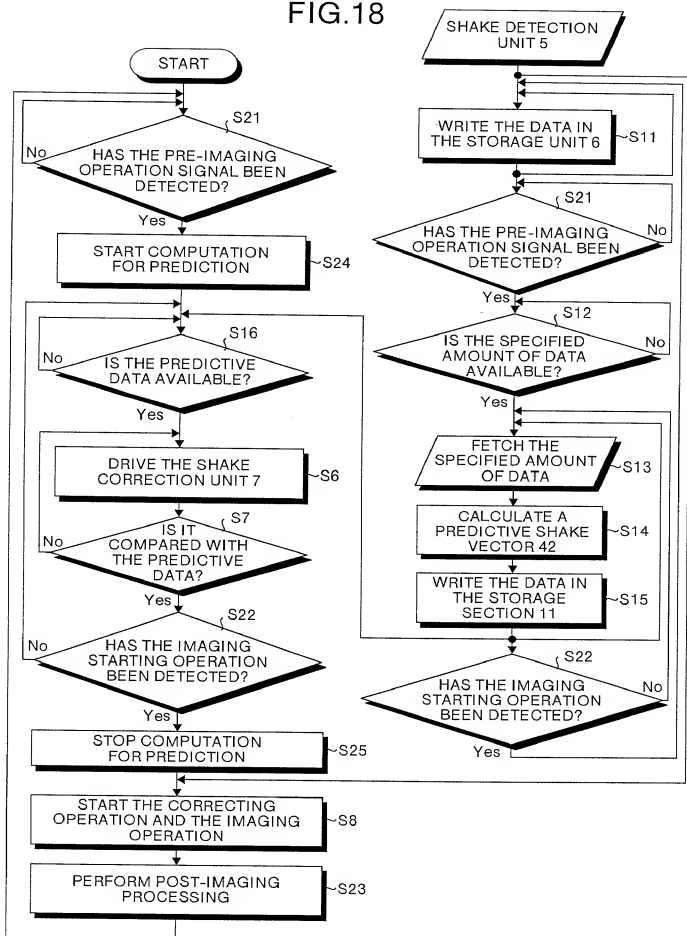 FIG.18
START
S21
No
HAS THE PRE-IMAGING
OPERATION SIGNAL BEEN
DETECTED?
Yes
START COMPUTATION
FOR PREDICTION
S24
S16
No
IS THE PREDICTIVE
DATA AVAILABLE?
Yes
DRIVE THE SHAKE
CORRECTION UNIT 7
S6
S7
No
IS IT
COMPARED WITH
THE PREDICTIVE
DATA?
Yes
S22
No
HAS THE IMAGING
STARTING OPERATION
BEEN DETECTED?
Yes
STOP COMPUTATION
FOR PREDICTION
S25
START THE CORRECTING
OPERATION AND THE IMAGING
OPERATION
S8
PERFORM POST-IMAGING
PROCESSING
S23
SHAKE DETECTION
UNIT 5
WRITE THE DATA IN
THE STORAGE UNIT 6
S11
S21
No
HAS THE PRE-IMAGING
OPERATION SIGNAL BEEN
DETECTED?
Yes
S12
No
IS THE SPECIFIED
AMOUNT OF DATA
AVAILABLE?
Yes
FETCH THE
SPECIFIED AMOUNT
OF DATA
S13
CALCULATE A
PREDICTIVE SHAKE
VECTOR 42
S14
WRITE THE DATA IN
THE STORAGE
SECTION 11
S15
S22
No
HAS THE IMAGING
STARTING OPERATION
BEEN DETECTED?
Yes